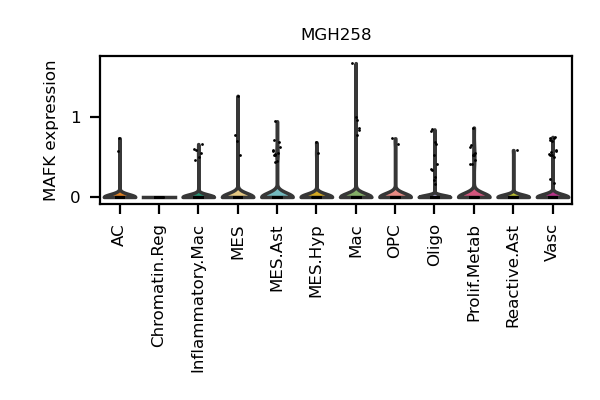 MGH258
MAFK expression
1
0
AC
Chromatin.Reg
Inflammatory.Mac
MES
MES.Ast
MES.Hyp
Mac
OPC
Oligo
Prolif.Metab
Reactive.Ast
Vasc